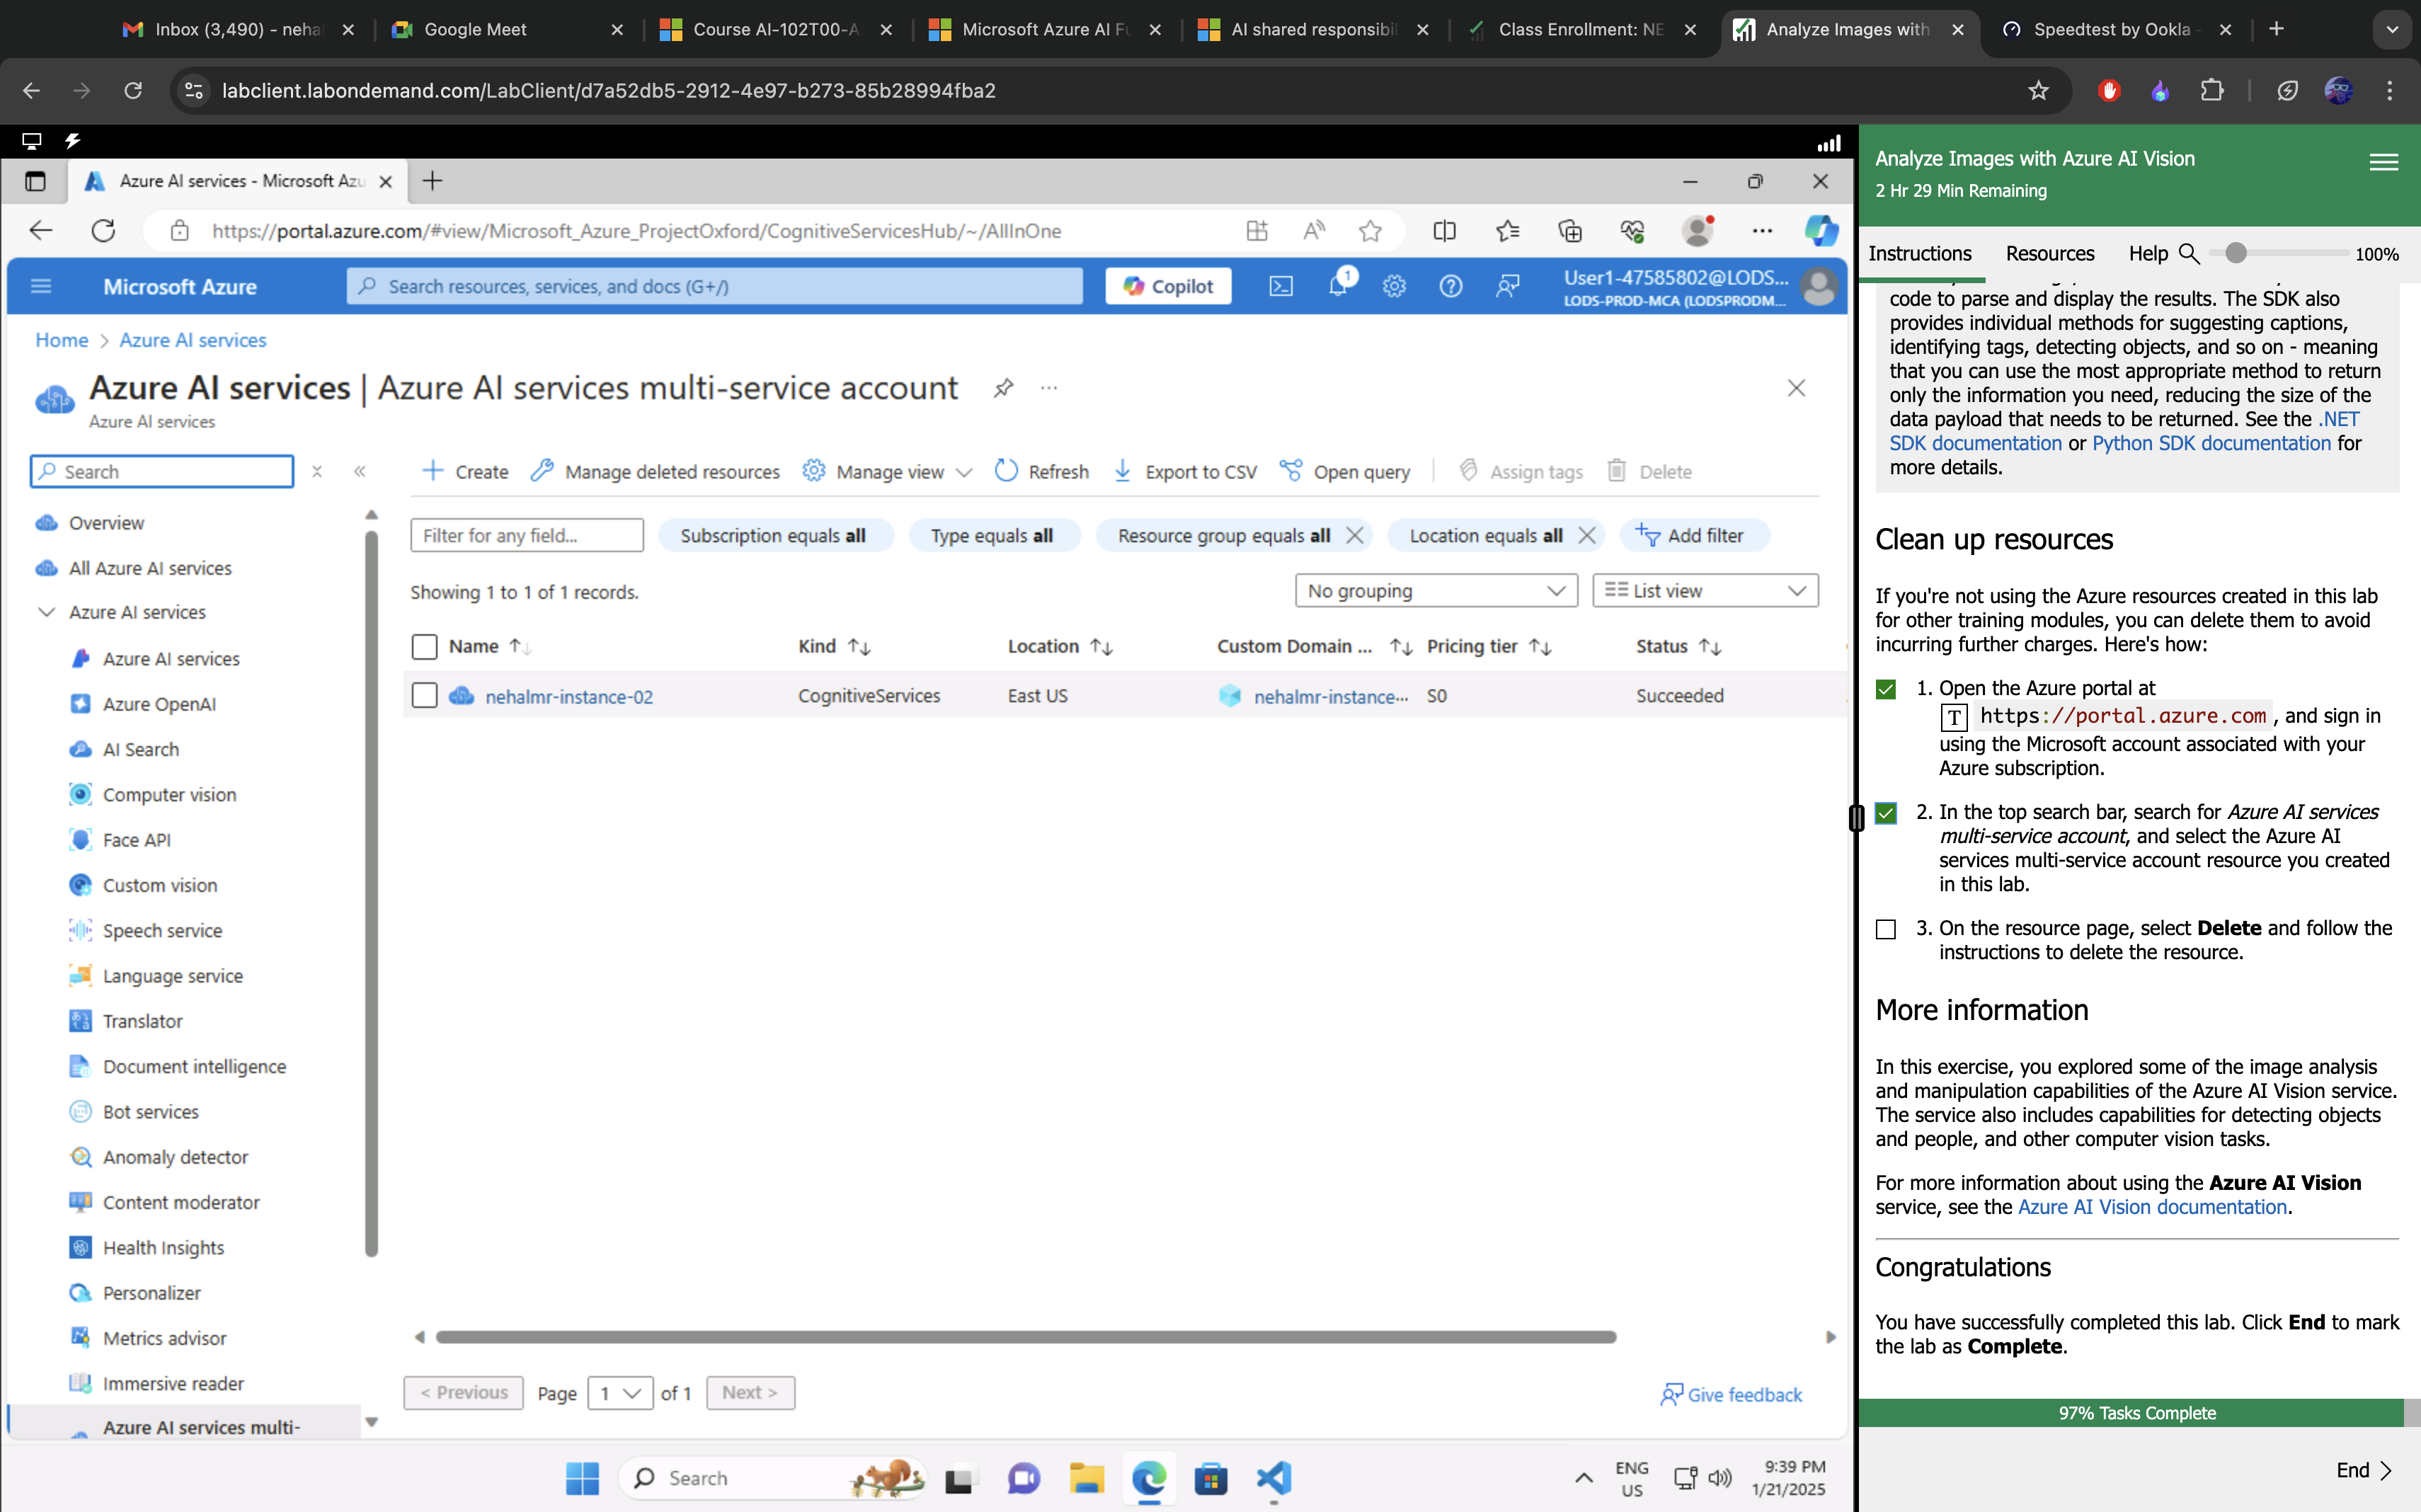 Inbox (3,490) - neha
Google Meet
Course AI-102T00-A
Microsoft Azure AI Fu
AI shared responsibil
Class Enrollment: NE
Analyze Images with
Speedtest by Ookla -
labclient.labondemand.com/LabClient/d7a52db5-2912-4e97-b273-85b28994fba2
Azure AI services - Microsoft Azu
https://portal.azure.com/#view/Microsoft_Azure_ProjectOxford/CognitiveServicesHub/~/AllInOne
Microsoft Azure
Search resources, services, and docs (G+/)
Copilot
1
User1-47585802@LODS...
LODS-PROD-MCA (LODSPRODM...
Home > Azure AI services
Azure AI services | Azure AI services multi-service account
Azure AI services
Search
Overview
All Azure AI services
Azure AI services
Azure AI services
Azure OpenAI
AI Search
Computer vision
Face API
Custom vision
Speech service
Language service
Translator
Document intelligence
Bot services
Anomaly detector
Content moderator
Health Insights
Personalizer
Metrics advisor
Immersive reader
Azure AI services multi-
Create
Manage deleted resources
Manage view
Refresh
Export to CSV
Open query
Assign tags
Delete
Filter for any field...
Subscription equals all
Type equals all
Resource group equals all
Location equals all
Add filter
Showing 1 to 1 of 1 records.
No grouping
List view
Name Kind Location Custom Domain ... Pricing tier Status
nehalmr-instance-02 CognitiveServices East US nehalmr-instance... S0 Succeeded
< Previous Page 1 of 1 Next >
Give feedback
Search
ENG
US
9:39 PM
1/21/2025
Analyze Images with Azure AI Vision
2 Hr 29 Min Remaining
Instructions Resources Help 100%
code to parse and display the results. The SDK also
provides individual methods for suggesting captions,
identifying tags, detecting objects, and so on - meaning
that you can use the most appropriate method to return
only the information you need, reducing the size of the
data payload that needs to be returned. See the .NET
SDK documentation or Python SDK documentation for
more details.
Clean up resources
If you're not using the Azure resources created in this lab
for other training modules, you can delete them to avoid
incurring further charges. Here's how:
1. Open the Azure portal at
T https://portal.azure.com , and sign in
using the Microsoft account associated with your
Azure subscription.
2. In the top search bar, search for Azure AI services
multi-service account, and select the Azure AI
services multi-service account resource you created
in this lab.
3. On the resource page, select Delete and follow the
instructions to delete the resource.
More information
In this exercise, you explored some of the image analysis
and manipulation capabilities of the Azure AI Vision service.
The service also includes capabilities for detecting objects
and people, and other computer vision tasks.
For more information about using the Azure AI Vision
service, see the Azure AI Vision documentation.
Congratulations
You have successfully completed this lab. Click End to mark
the lab as Complete.
97% Tasks Complete
End >